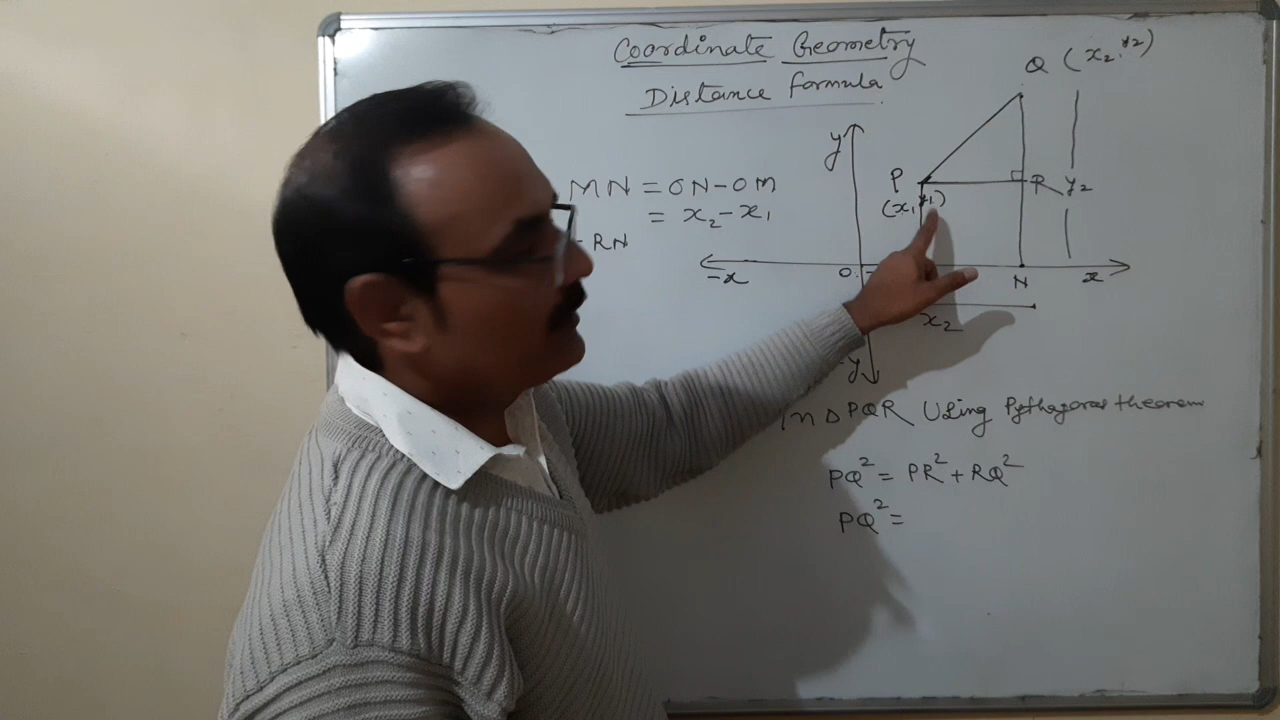 Coordinate Geometry
Distance formula
MN = ON - OM
= x₂ - x₁
- RN
y
Q (x₂, y₂)
P
(x₁ y₁)
R y₂
-x
O
N
x
x₂
-y
In △PQR Using Pythagoras theorem
PQ² = PR² + RQ²
PQ² =